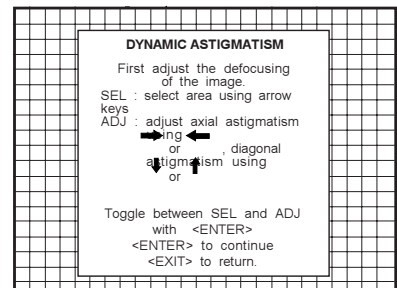 DYNAMIC ASTIGMATISM
First adjust the defocusing
of the image.
SEL : select area using arrow
keys
ADJ : adjust axial astigmatism
using
or , diagonal
astigmatism using
or
Toggle between SEL and ADJ
with <ENTER>
<ENTER> to continue
<EXIT> to return.